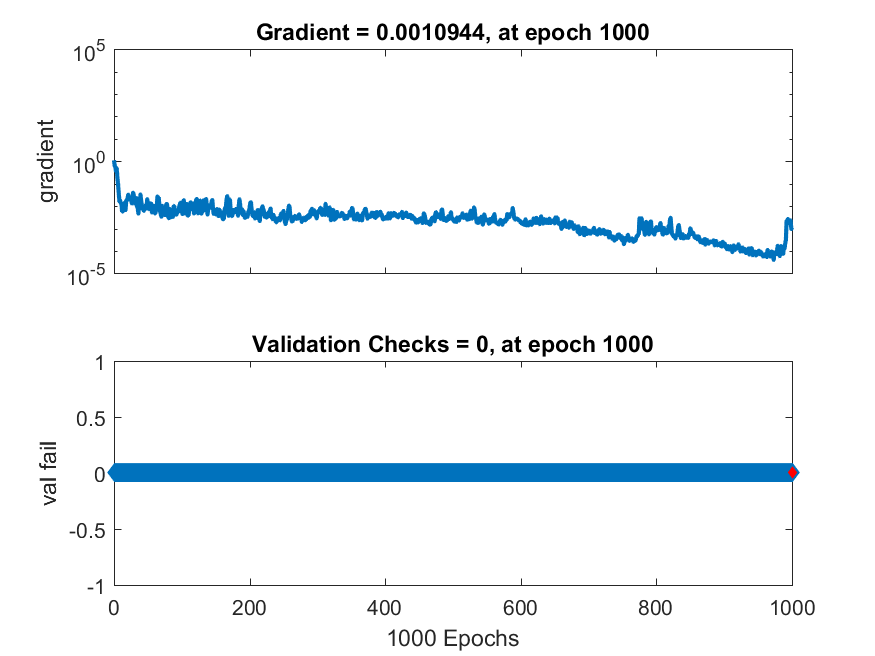 Gradient = 0.0010944, at epoch 1000
10^5
10^0
10^-5
gradient
Validation Checks = 0, at epoch 1000
1
0.5
0
-0.5
-1
val fail
0 200 400 600 800 1000
1000 Epochs